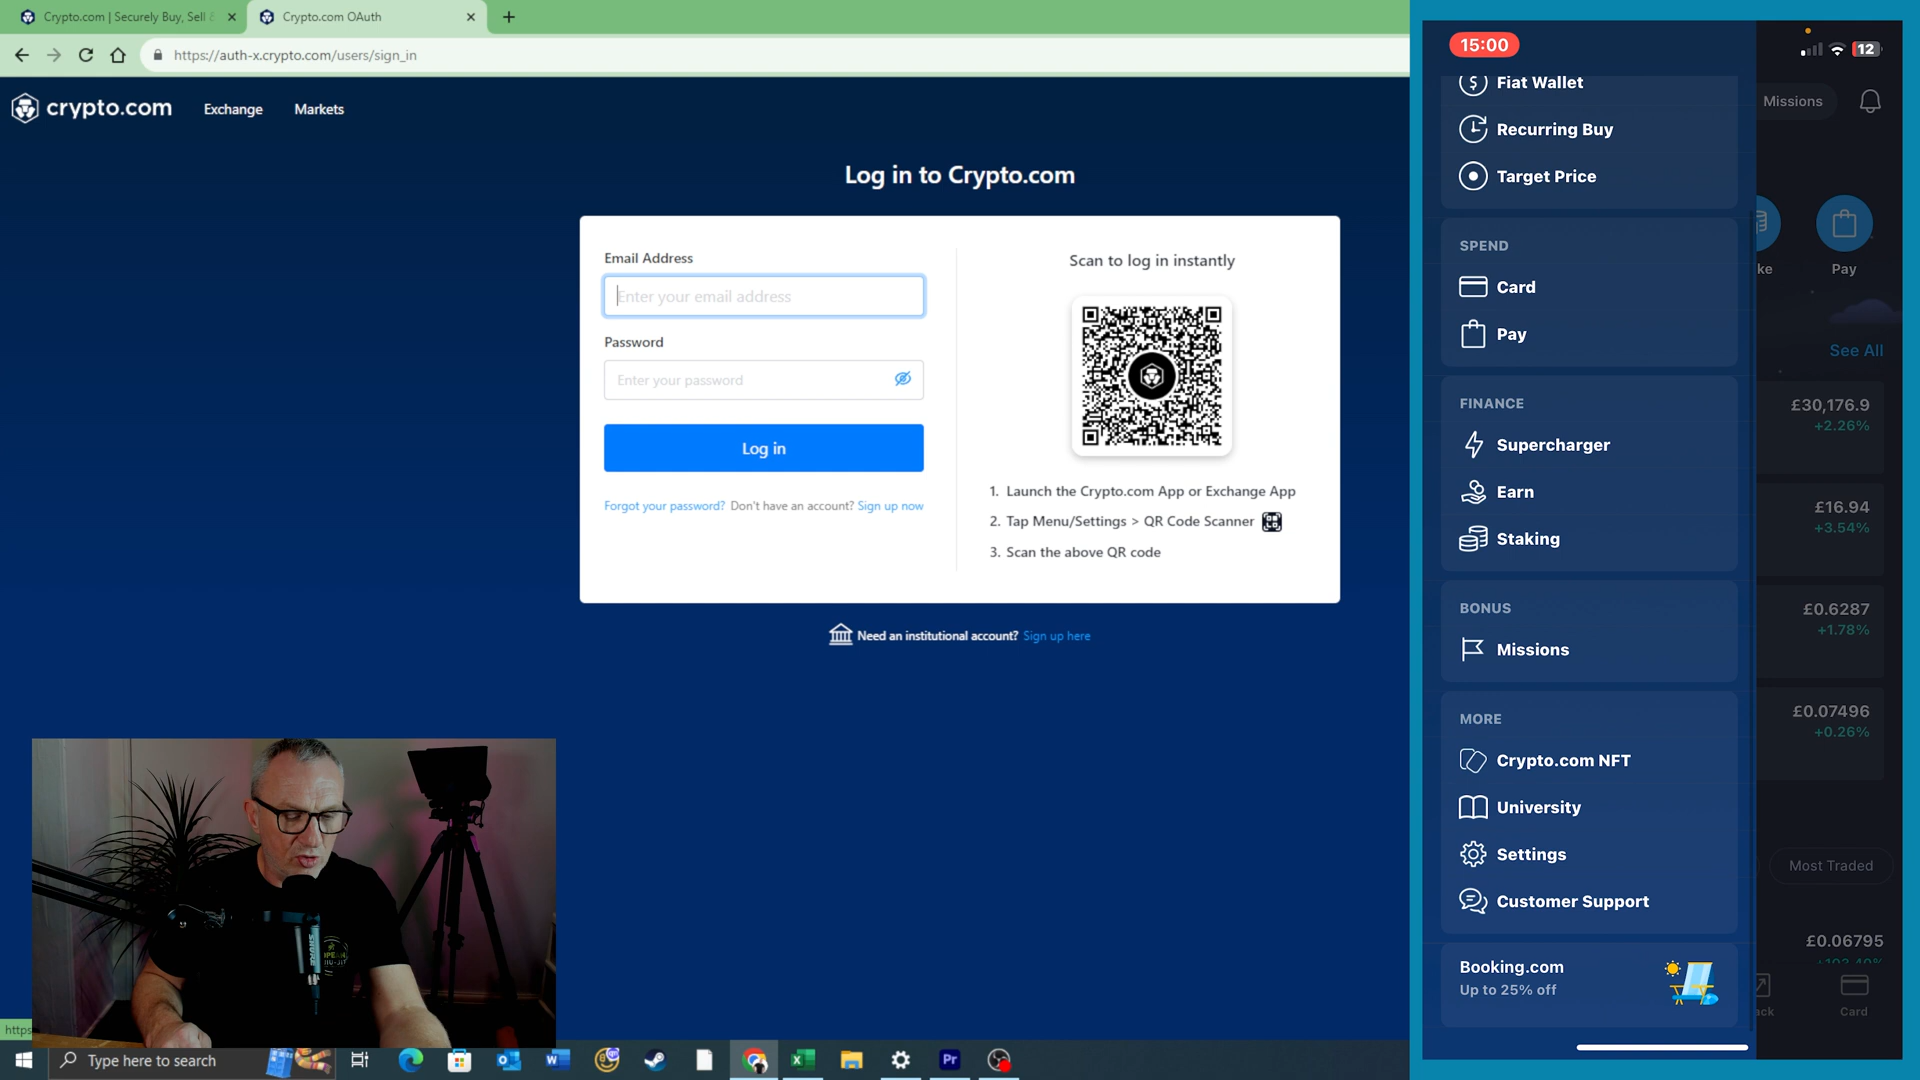 Crypto.com | Securely Buy, Sell &
Crypto.com OAuth
https://auth-x.crypto.com/users/sign_in
crypto.com
Exchange
Markets
Log in to Crypto.com
Email Address
Enter your email address
Password
Enter your password
Log in
Forgot your password? Don't have an account? Sign up now
Scan to log in instantly
1. Launch the Crypto.com App or Exchange App
2. Tap Menu/Settings > QR Code Scanner
3. Scan the above QR code
Need an institutional account? Sign up here
SHURE
https
Type here to search
Pr
15:00
12
Fiat Wallet
Recurring Buy
Target Price
SPEND
Card
Pay
FINANCE
Supercharger
Earn
Staking
BONUS
Missions
MORE
Crypto.com NFT
University
Settings
Customer Support
Booking.com
Up to 25% off
Missions
ke
Pay
See All
£30,176.9
+2.26%
£16.94
+3.54%
£0.6287
+1.78%
£0.07496
+0.26%
Most Traded
£0.06795
+103.40%
ack
Card